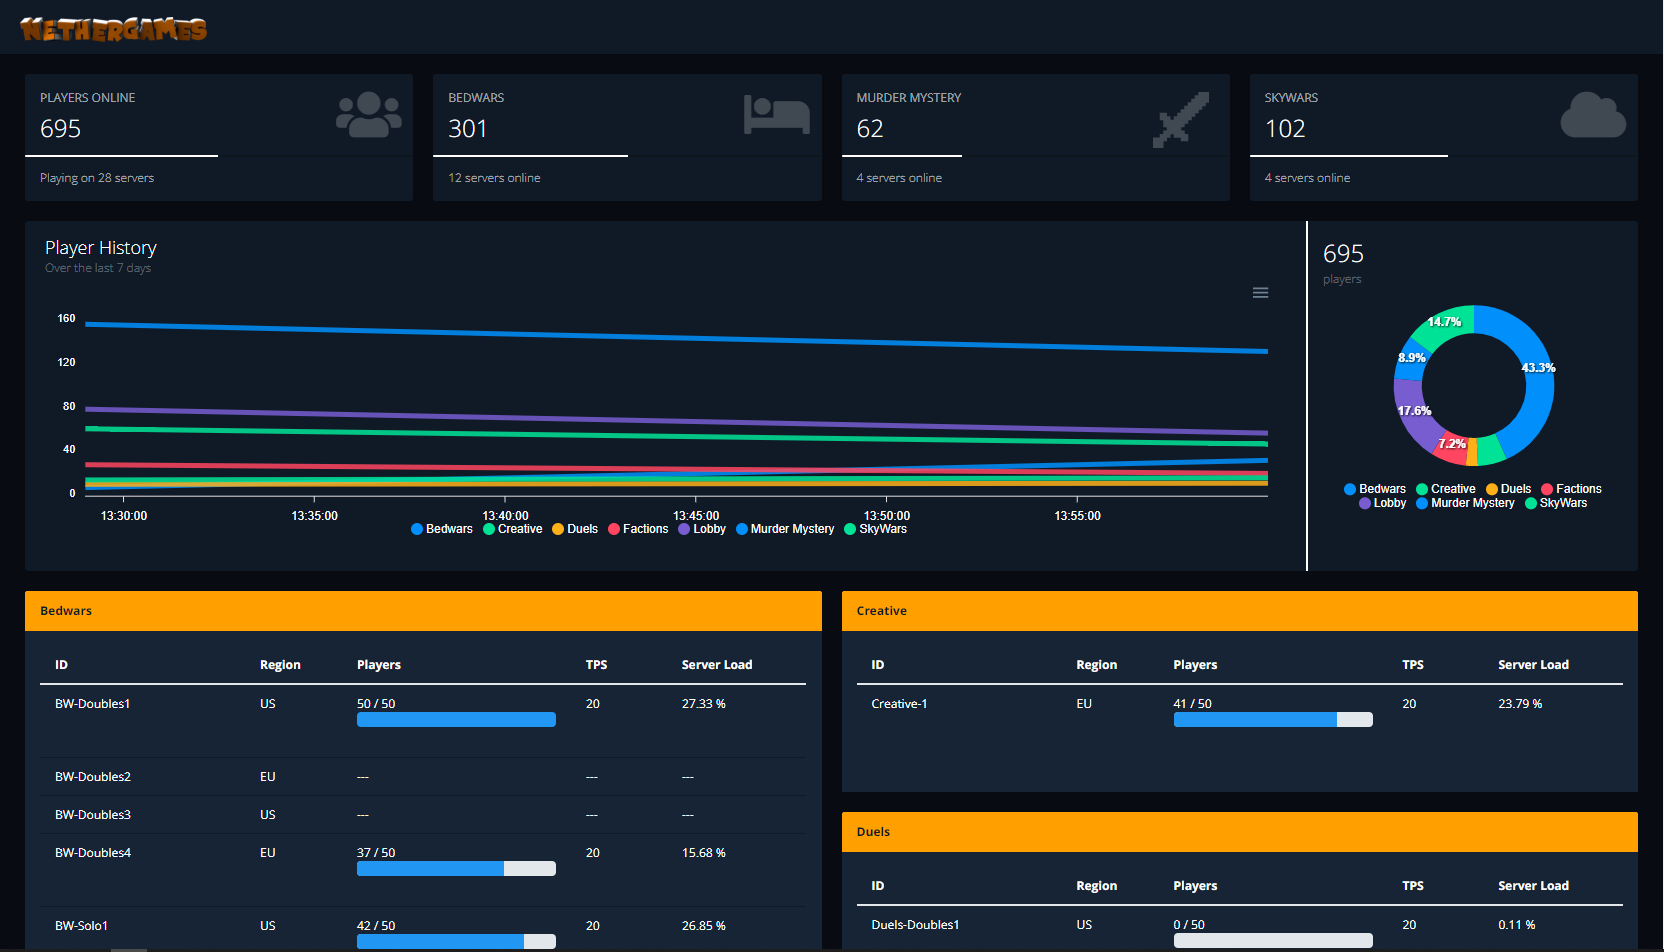 NETHERGAMES
PLAYERS ONLINE
695
Playing on 28 servers
BEDWARS
301
12 servers online
MURDER MYSTERY
62
4 servers online
SKYWARS
102
4 servers online
Player History
Over the last 7 days
160
120
80
40
0
13:30:00 13:35:00 13:40:00 13:45:00 13:50:00 13:55:00
Bedwars Creative Duels Factions Lobby Murder Mystery SkyWars
695
players
14.7%
8.9%
43.3%
17.6%
7.2%
Bedwars Creative Duels Factions
Lobby Murder Mystery SkyWars
Bedwars
ID Region Players TPS Server Load
BW-Doubles1 US 50 / 50 20 27.33 %
BW-Doubles2 EU --- --- ---
BW-Doubles3 US --- --- ---
BW-Doubles4 EU 37 / 50 20 15.68 %
BW-Solo1 US 42 / 50 20 26.85 %
Creative
ID Region Players TPS Server Load
Creative-1 EU 41 / 50 20 23.79 %
Duels
ID Region Players TPS Server Load
Duels-Doubles1 US 0 / 50 20 0.11 %